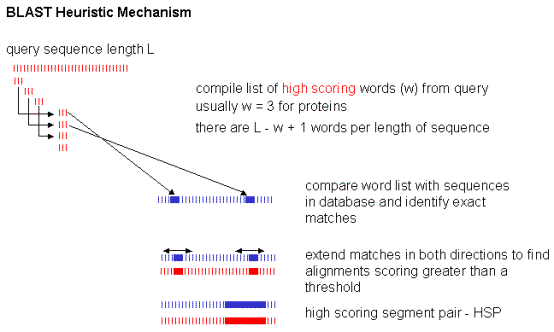 BLAST Heuristic Mechanism
query sequence length L
compile list of high scoring words (w) from query
usually w = 3 for proteins
there are L - w + 1 words per length of sequence
compare word list with sequences
in database and identify exact
matches
extend matches in both directions to find
alignments scoring greater than a
threshold
high scoring segment pair - HSP